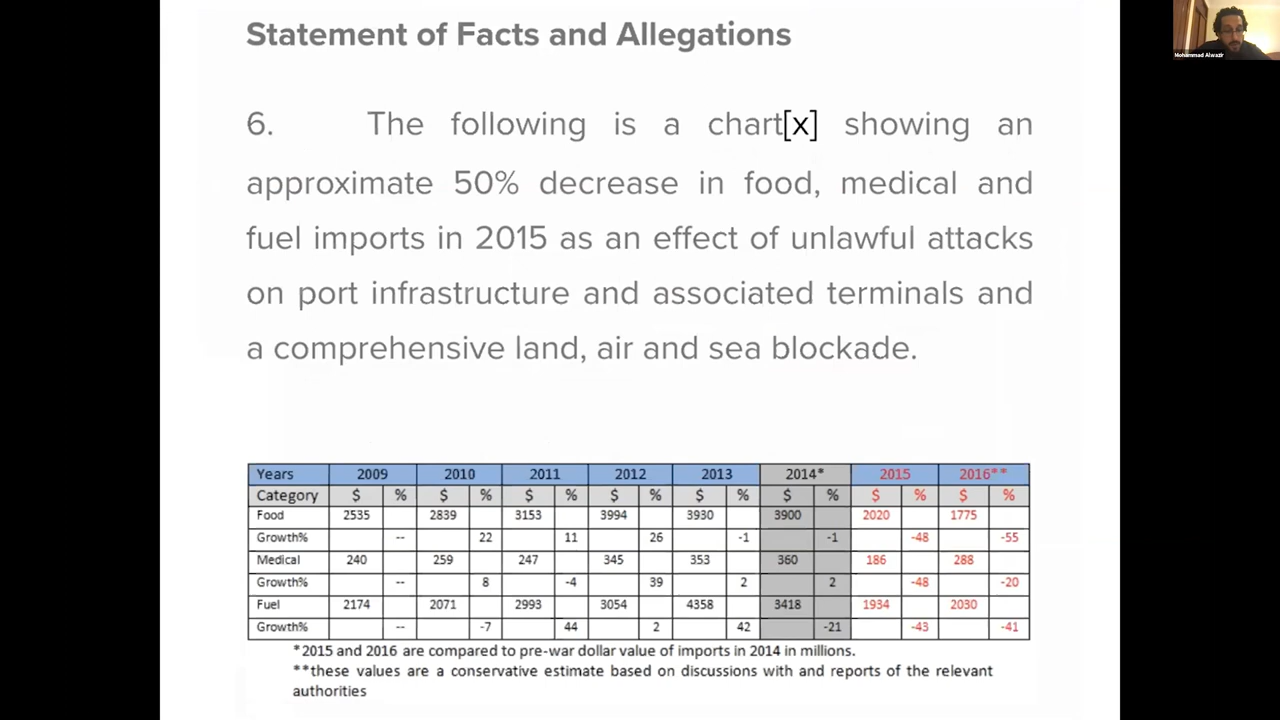 Statement of Facts and Allegations
Mohammad Alwazir
6. The following is a chart[x] showing an
approximate 50% decrease in food, medical and
fuel imports in 2015 as an effect of unlawful attacks
on port infrastructure and associated terminals and
a comprehensive land, air and sea blockade.
Years 2009 2010 2011 2012 2013 2014* 2015 2016**
Category $ % $ % $ % $ % $ % $ % $ % $ %
Food 2535 2839 3153 3994 3930 3900 2020 1775
Growth% -- 22 11 26 -1 -1 -48 -55
Medical 240 259 247 345 353 360 186 288
Growth% -- 8 -4 39 2 2 -48 -20
Fuel 2174 2071 2993 3054 4358 3418 1934 2030
Growth% -- -7 44 2 42 -21 -43 -41
*2015 and 2016 are compared to pre-war dollar value of imports in 2014 in millions.
**these values are a conservative estimate based on discussions with and reports of the relevant
authorities